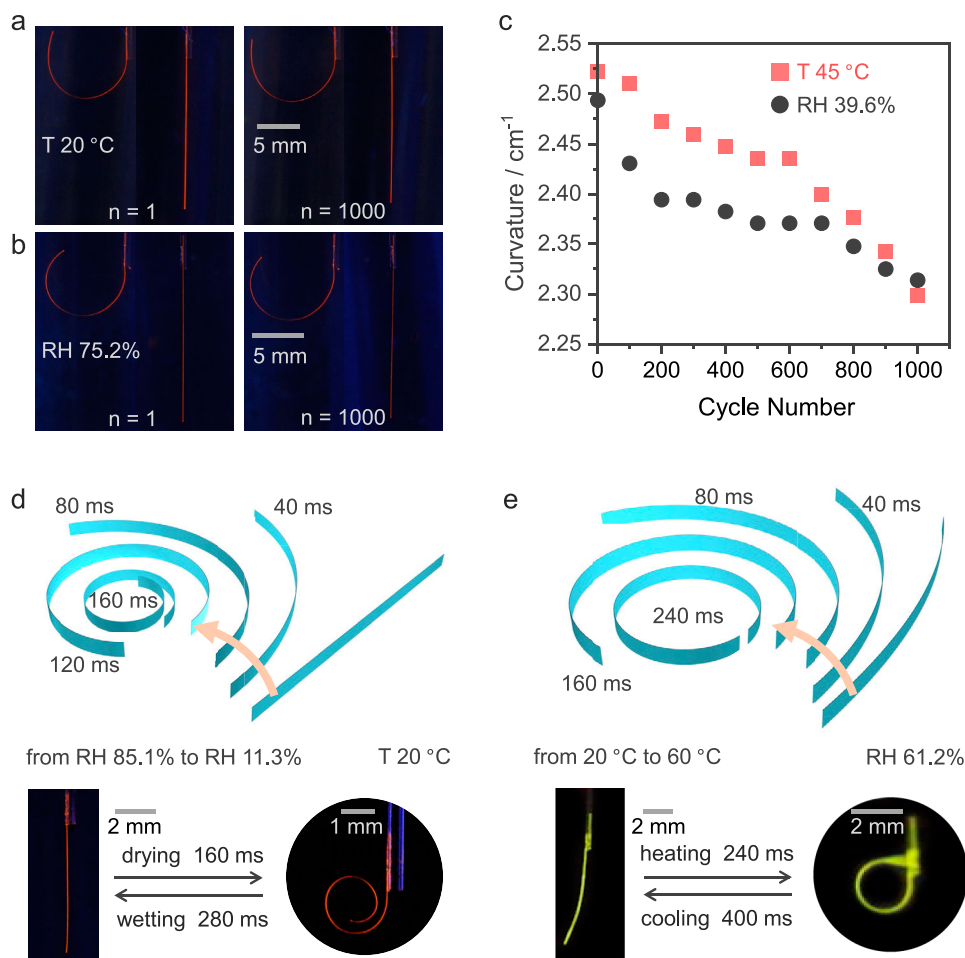 a
T 20 °C
n = 1
n = 1000
5 mm
b
RH 75.2%
n = 1
n = 1000
5 mm
c
Curvature / cm⁻¹
2.55
2.50
2.45
2.40
2.35
2.30
2.25
T 45 °C
RH 39.6%
0
200
400
600
800
1000
Cycle Number
d
80 ms
40 ms
160 ms
120 ms
from RH 85.1% to RH 11.3%
T 20 °C
2 mm
drying 160 ms
wetting 280 ms
1 mm
e
80 ms
40 ms
240 ms
160 ms
from 20 °C to 60 °C
RH 61.2%
2 mm
heating 240 ms
cooling 400 ms
2 mm